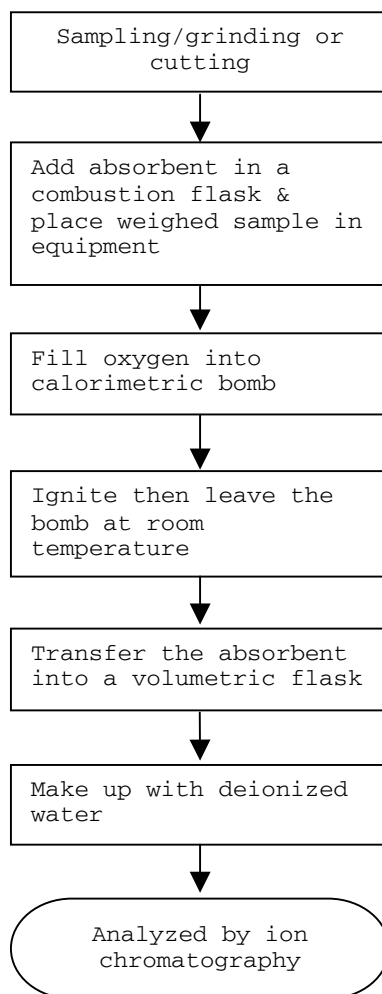 Sampling/grinding or
cutting
Add absorbent in a
combustion flask &
place weighed sample in
equipment
Fill oxygen into
calorimetric bomb
Ignite then leave the
bomb at room
temperature
Transfer the absorbent
into a volumetric flask
Make up with deionized
water
Analyzed by ion
chromatography